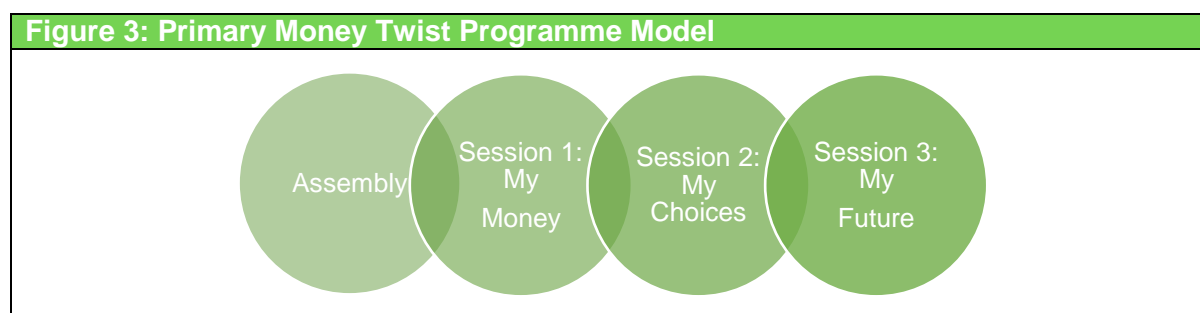 Figure 3: Primary Money Twist Programme Model
Assembly
Session 1:
My
Money
Session 2:
My
Choices
Session 3:
My
Future